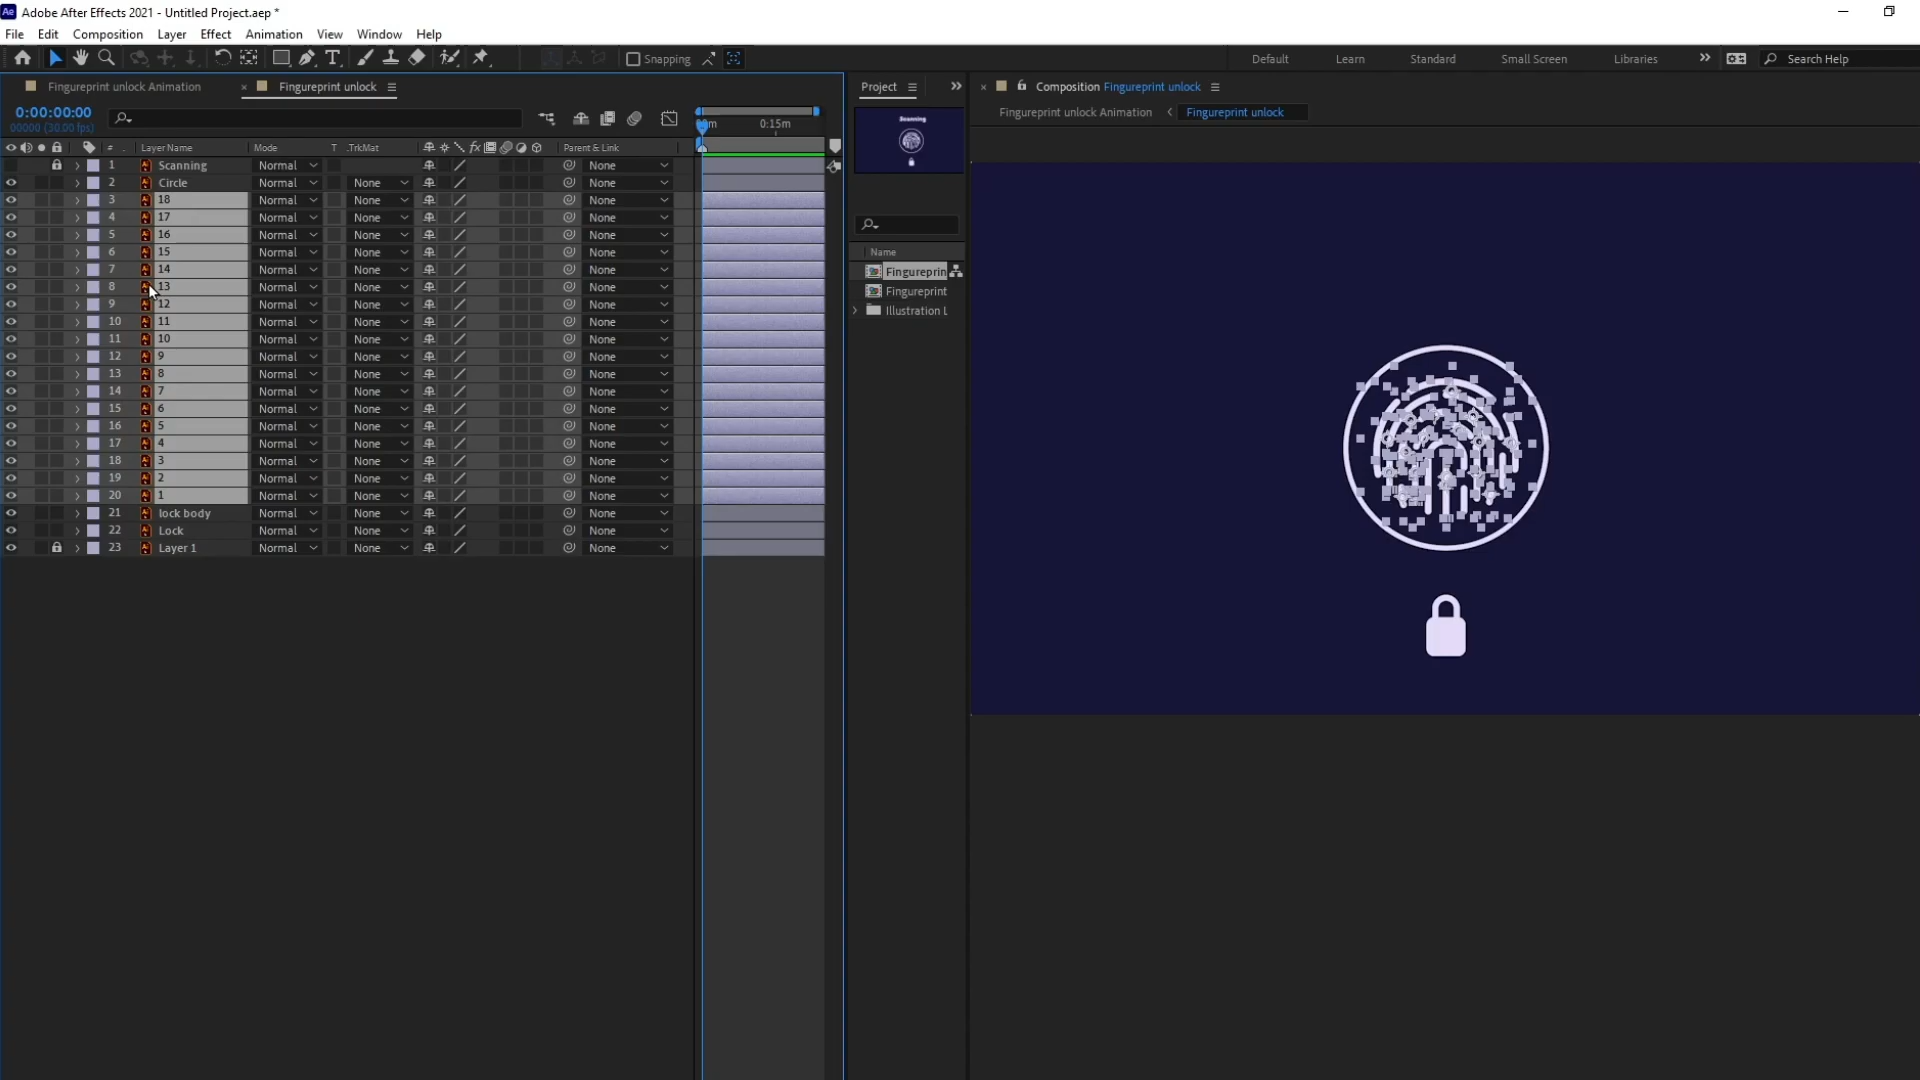 Ae Adobe After Effects 2021 - Untitled Project.aep *
File Edit Composition Layer Effect Animation View Window Help
Snapping Default Learn Standard Small Screen Libraries Search Help
Fingureprint unlock Animation Fingureprint unlock
Project
Composition Fingureprint unlock
0:00:00:00
00000 (30.00 fps)
0:15m
Scanning
Fingureprint unlock Animation Fingureprint unlock
# Layer Name Mode T .TrkMat Parent & Link
1 Scanning Normal None
2 Circle Normal None None
3 18 Normal None None
4 17 Normal None None
5 16 Normal None None
6 15 Normal None None
7 14 Normal None None
8 13 Normal None None
9 12 Normal None None
10 11 Normal None None
11 10 Normal None None
12 9 Normal None None
13 8 Normal None None
14 7 Normal None None
15 6 Normal None None
16 5 Normal None None
17 4 Normal None None
18 3 Normal None None
19 2 Normal None None
20 1 Normal None None
21 lock body Normal None None
22 Lock Normal None None
23 Layer 1 Normal None None
Name
Fingureprin
Fingureprint
Illustration L